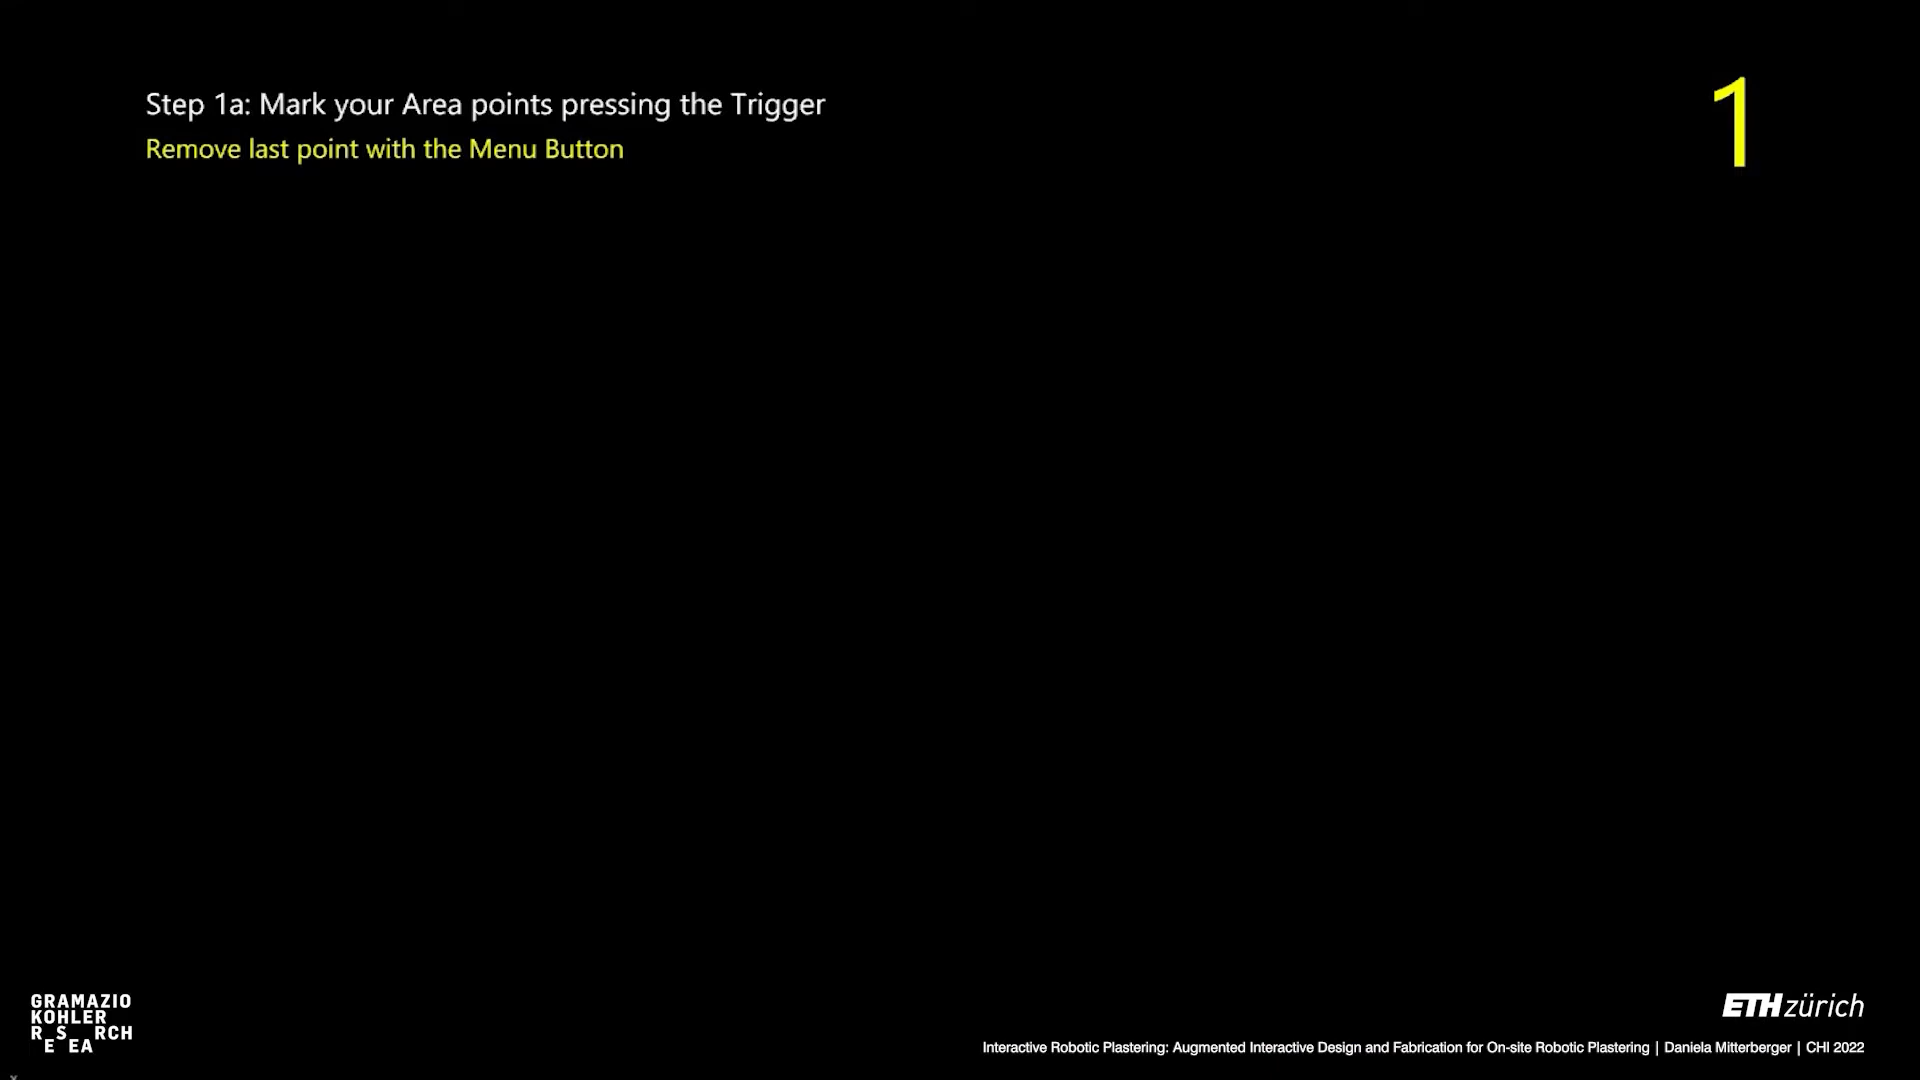 Step 1a: Mark your Area points pressing the Trigger
Remove last point with the Menu Button
1
GRAMAZIO
KOHLER
RESEARCH
ETH zürich
Interactive Robotic Plastering: Augmented Interactive Design and Fabrication for On-site Robotic Plastering | Daniela Mitterberger | CHI 2022